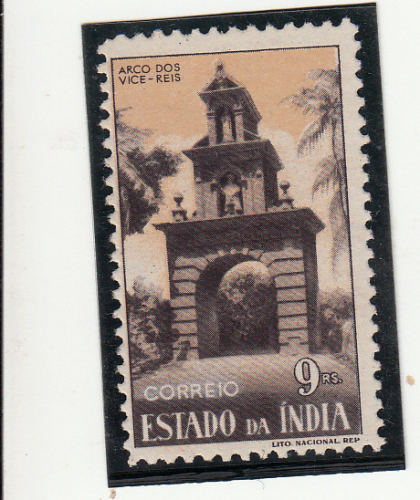 ARCO DOS
VICE-REIS
CORREIO
9 RS.
ESTADO DA ÍNDIA
LITO. NACIONAL. REP